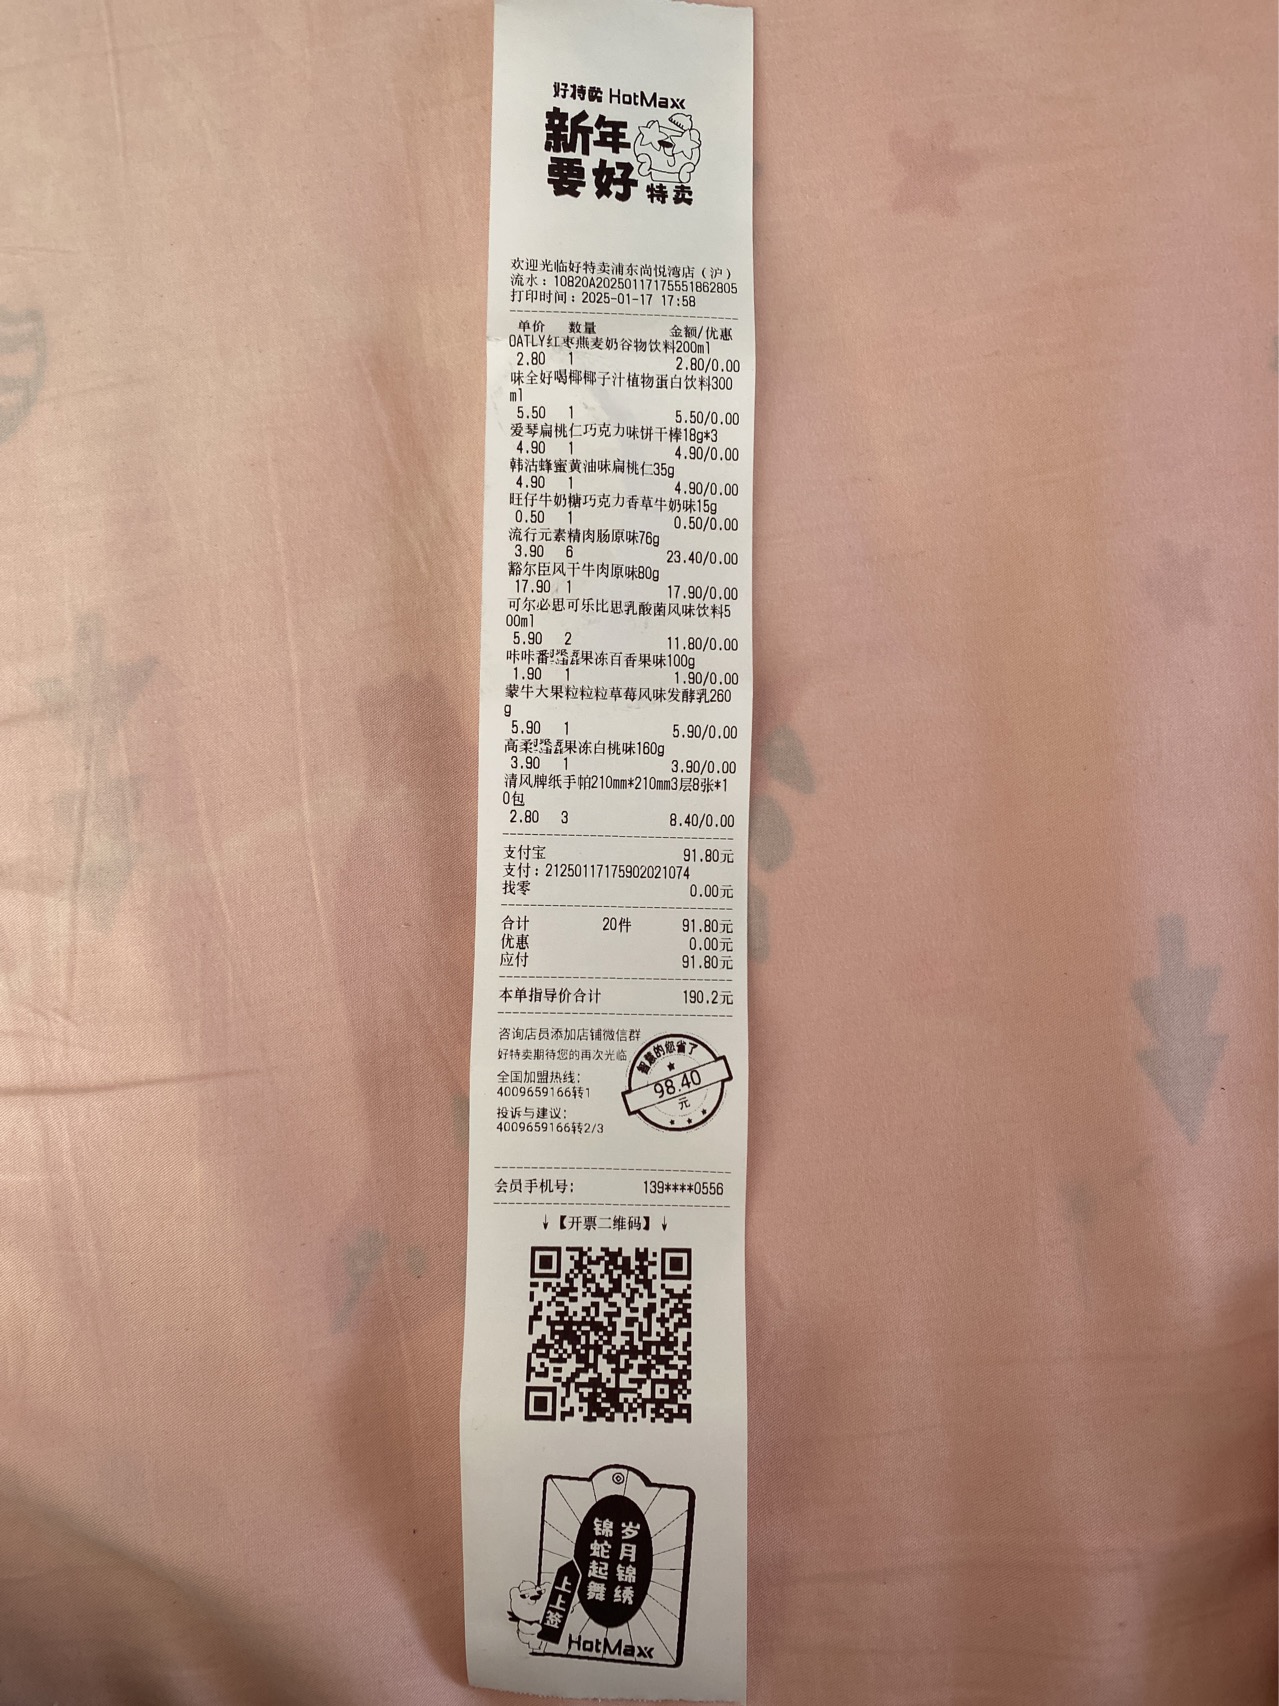 好特卖 HotMaxx
新年
要好特卖
欢迎光临好特卖浦东尚悦湾店（沪）
流水：10820A20250117175551862805
打印时间：2025-01-17 17:58
单价 数量 金额/优惠
OATLY红枣燕麦奶谷物饮料200ml
2.80 1 2.80/0.00
味全好喝椰椰子汁植物蛋白饮料300
ml
5.50 1 5.50/0.00
爱琴扁桃仁巧克力味饼干棒18g*3
4.90 1 4.90/0.00
韩沽蜂蜜黄油味扁桃仁35g
4.90 1 4.90/0.00
旺仔牛奶糖巧克力香草牛奶味15g
0.50 1 0.50/0.00
流行元素精肉肠原味76g
3.90 6 23.40/0.00
豁尔臣风干牛肉原味80g
17.90 1 17.90/0.00
可尔必思可乐比思乳酸菌风味饮料5
00ml
5.90 2 11.80/0.00
咔咔番果冻百香果味100g
1.90 1 1.90/0.00
蒙牛大果粒粒粒草莓风味发酵乳260
g
5.90 1 5.90/0.00
高柔果冻白桃味160g
3.90 1 3.90/0.00
清风牌纸手帕210mm*210mm3层8张*1
0包
2.80 3 8.40/0.00
支付宝 91.80元
支付：21250117175902021074
找零 0.00元
合计 20件 91.80元
优惠 0.00元
应付 91.80元
本单指导价合计 190.2元
咨询店员添加店铺微信群
好特卖期待您的再次光临
全国加盟热线：
4009659166转1
投诉与建议：
4009659166转2/3
智慧的您省了
98.40
元
会员手机号： 139****0556
↓【开票二维码】↓
岁月锦绣
锦蛇起舞
上上签
HotMaxx